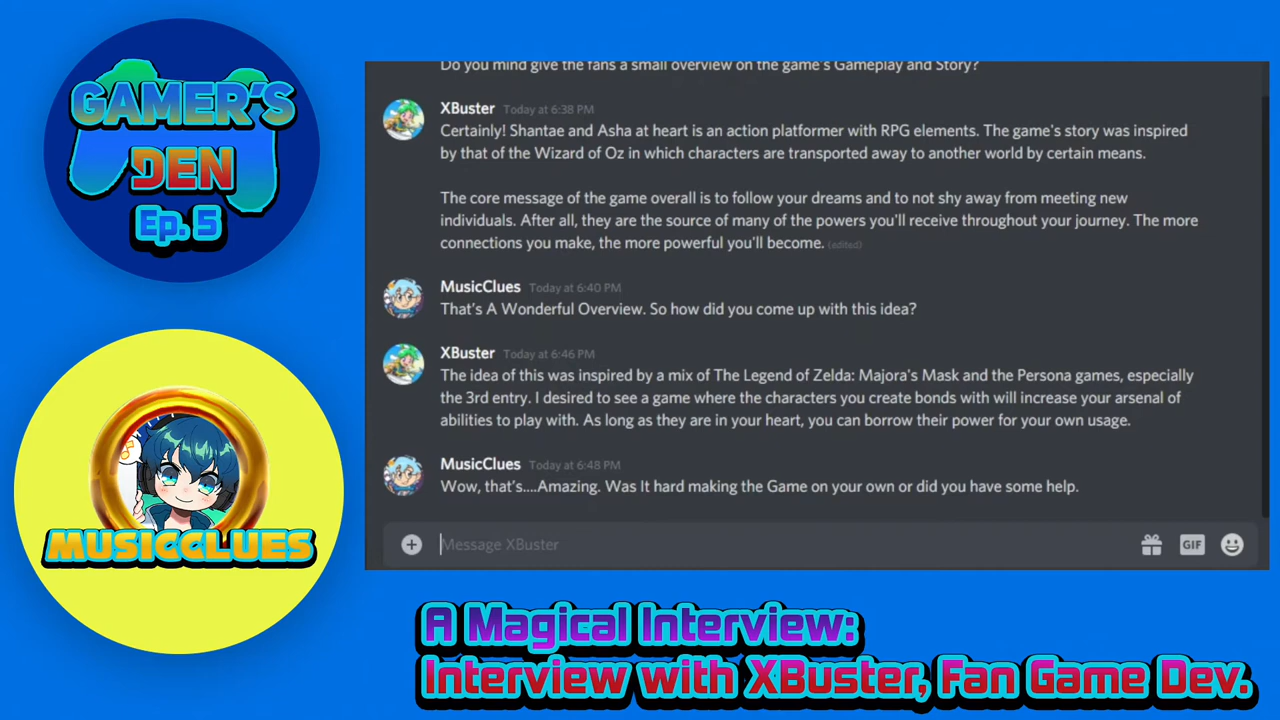 GAMER'S
DEN
Ep. 5
MUSICCLUES
Do you mind give the fans a small overview on the game's Gameplay and Story?
XBuster Today at 6:38 PM
Certainly! Shantae and Asha at heart is an action platformer with RPG elements. The game's story was inspired
by that of the Wizard of Oz in which characters are transported away to another world by certain means.
The core message of the game overall is to follow your dreams and to not shy away from meeting new
individuals. After all, they are the source of many of the powers you'll receive throughout your journey. The more
connections you make, the more powerful you'll become. (edited)
MusicClues Today at 6:40 PM
That's A Wonderful Overview. So how did you come up with this idea?
XBuster Today at 6:46 PM
The idea of this was inspired by a mix of The Legend of Zelda: Majora's Mask and the Persona games, especially
the 3rd entry. I desired to see a game where the characters you create bonds with will increase your arsenal of
abilities to play with. As long as they are in your heart, you can borrow their power for your own usage.
MusicClues Today at 6:48 PM
Wow, that's....Amazing. Was It hard making the Game on your own or did you have some help.
Message XBuster
GIF
A Magical Interview:
Interview with XBuster, Fan Game Dev.